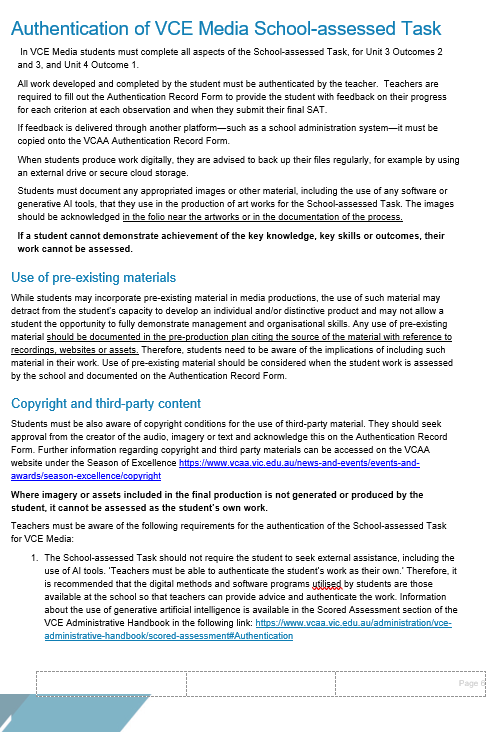 Authentication of VCE Media School-assessed Task
In VCE Media students must complete all aspects of the School-assessed Task, for Unit 3 Outcomes 2
and 3, and Unit 4 Outcome 1.
All work developed and completed by the student must be authenticated by the teacher. Teachers are
required to fill out the Authentication Record Form to provide the student with feedback on their progress
for each criterion at each observation and when they submit their final SAT.
If feedback is delivered through another platform—such as a school administration system—it must be
copied onto the VCAA Authentication Record Form.
When students produce work digitally, they are advised to back up their files regularly, for example by using
an external drive or secure cloud storage.
Students must document any appropriated images or other material, including the use of any software or
generative AI tools, that they use in the production of art works for the School-assessed Task. The images
should be acknowledged in the folio near the artworks or in the documentation of the process.
If a student cannot demonstrate achievement of the key knowledge, key skills or outcomes, their
work cannot be assessed.
Use of pre-existing materials
While students may incorporate pre-existing material in media productions, the use of such material may
detract from the student's capacity to develop an individual and/or distinctive product and may not allow a
student the opportunity to fully demonstrate management and organisational skills. Any use of pre-existing
material should be documented in the pre-production plan citing the source of the material with reference to
recordings, websites or assets. Therefore, students need to be aware of the implications of including such
material in their work. Use of pre-existing material should be considered when the student work is assessed
by the school and documented on the Authentication Record Form.
Copyright and third-party content
Students must be also aware of copyright conditions for the use of third-party material. They should seek
approval from the creator of the audio, imagery or text and acknowledge this on the Authentication Record
Form. Further information regarding copyright and third party materials can be accessed on the VCAA
website under the Season of Excellence https://www.vcaa.vic.edu.au/news-and-events/events-and-
awards/season-excellence/copyright
Where imagery or assets included in the final production is not generated or produced by the
student, it cannot be assessed as the student's own work.
Teachers must be aware of the following requirements for the authentication of the School-assessed Task
for VCE Media:
1. The School-assessed Task should not require the student to seek external assistance, including the
use of AI tools. 'Teachers must be able to authenticate the student's work as their own.' Therefore, it
is recommended that the digital methods and software programs utilised by students are those
available at the school so that teachers can provide advice and authenticate the work. Information
about the use of generative artificial intelligence is available in the Scored Assessment section of the
VCE Administrative Handbook in the following link: https://www.vcaa.vic.edu.au/administration/vce-
administrative-handbook/scored-assessment#Authentication
Page